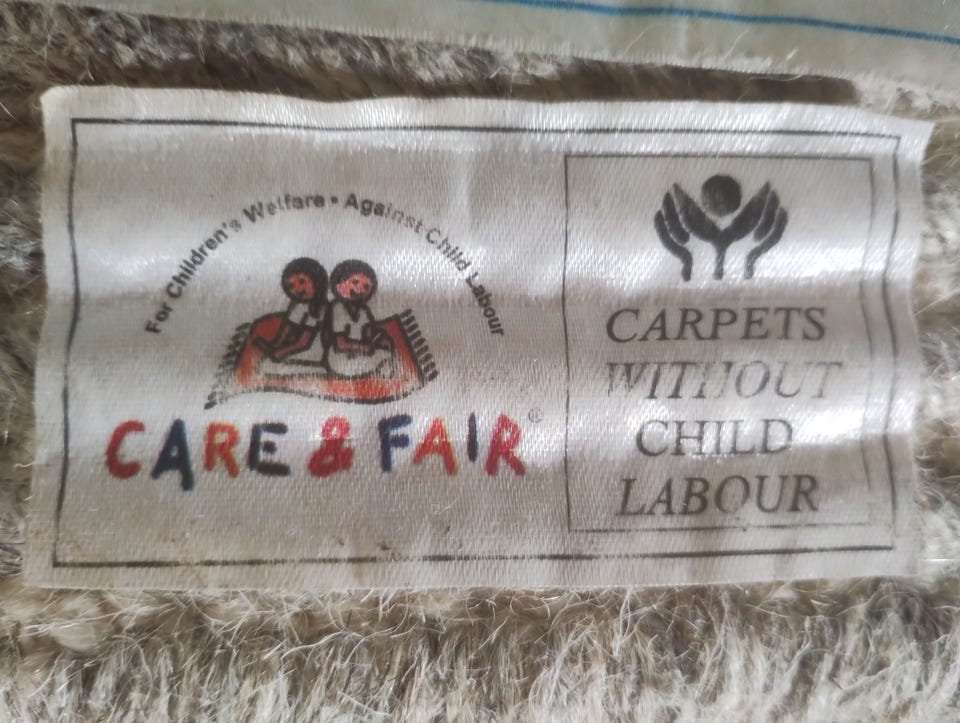 For Children's Welfare • Against Child Labour
CARE & FAIR®
CARPETS
WITHOUT
CHILD
LABOUR